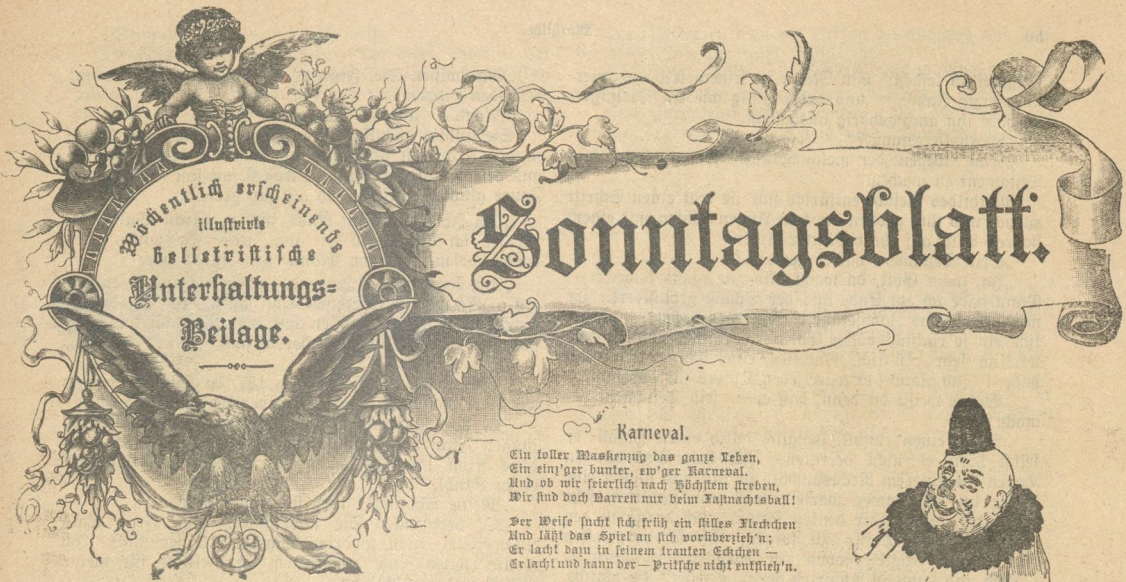 Wöchentlich erscheinende
illustrirte
belletristische
Unterhaltungs=
Beilage.
Sonntagsblatt.
Karneval.
Ein toller Maskenzug das ganze Leben,
Ein einz'ger bunter, ew'ger Karneval.
Und ob wir feierlich nach Höchstem streben,
Wir sind doch Narren nur beim Fastnachtsball!
Der Weise sucht sich früh ein stilles Fleckchen
Und läßt das Spiel an sich vorüberzieh'n;
Er lacht dazu in seinem trauten Eckchen —
Er lacht und kann der — Pritsche nicht entflieh'n.